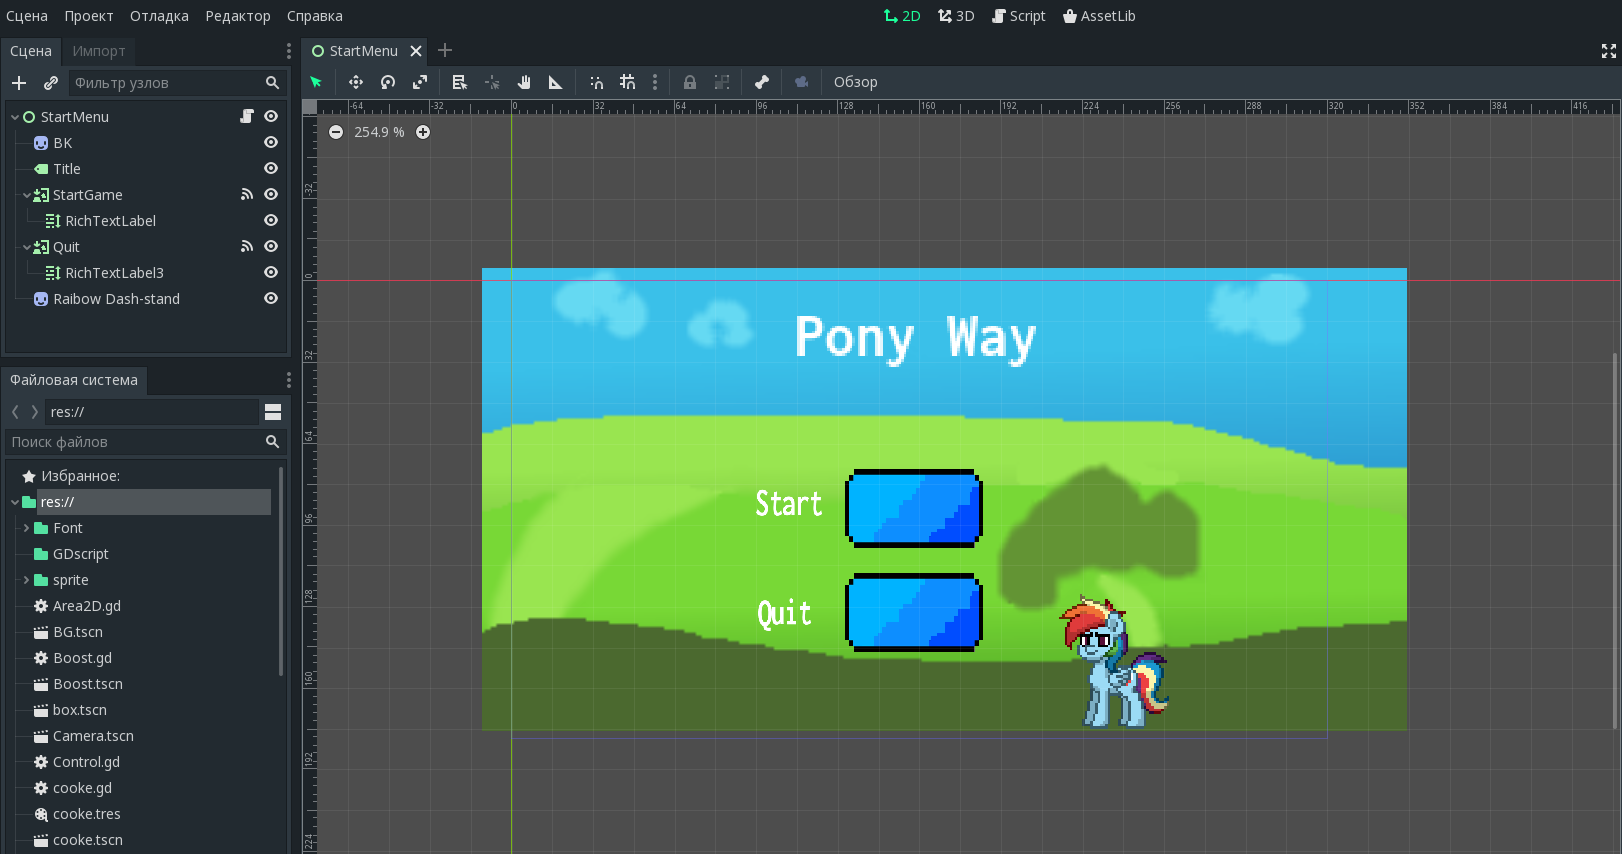 Сцена Проект Отладка Редактор Справка
2D 3D Script AssetLib
Сцена Импорт
StartMenu
Фильтр узлов
Обзор
-64 -32 0 32 64 96 128 160 192 224 256 288 320 352 384 416
254.9 %
StartMenu
BK
Title
StartGame
RichTextLabel
Quit
RichTextLabel3
Raibow Dash-stand
-32
0
32
64
96
128
160
192
224
Pony Way
Start
Quit
Файловая система
res://
Поиск файлов
Избранное:
res://
Font
GDscript
sprite
Area2D.gd
BG.tscn
Boost.gd
Boost.tscn
box.tscn
Camera.tscn
Control.gd
cooke.gd
cooke.tres
cooke.tscn